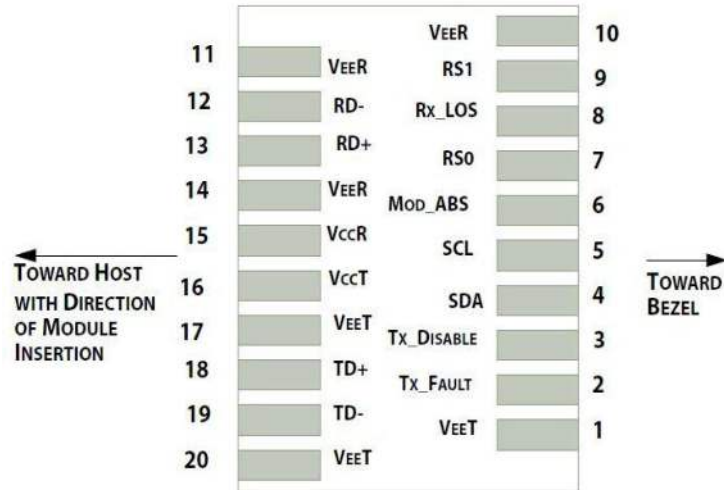 11 VEER
12 RD-
13 RD+
14 VEER
15 VCCR
16 VCCT
17 VEET
18 TD+
19 TD-
20 VEET
VEER 10
RS1 9
RX_LOS 8
RS0 7
MOD_ABS 6
SCL 5
SDA 4
TX_DISABLE 3
TX_FAULT 2
VEET 1
TOWARD HOST
WITH DIRECTION
OF MODULE
INSERTION
TOWARD
BEZEL